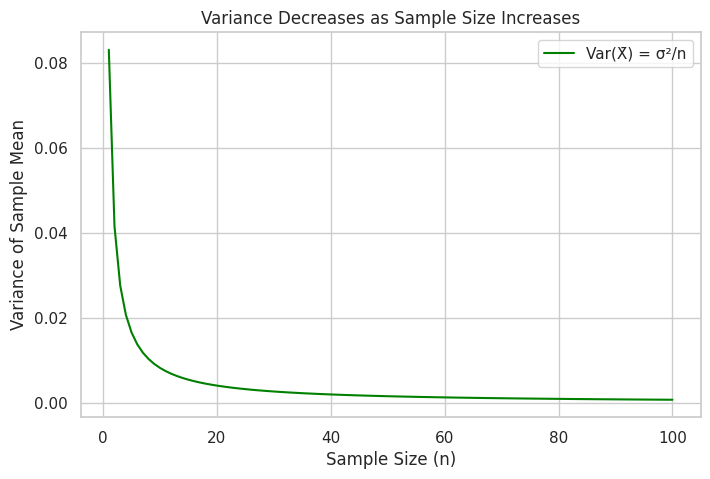 Variance Decreases as Sample Size Increases
Var(X̄) = σ²/n
Variance of Sample Mean
0.08
0.06
0.04
0.02
0.00
0 20 40 60 80 100
Sample Size (n)